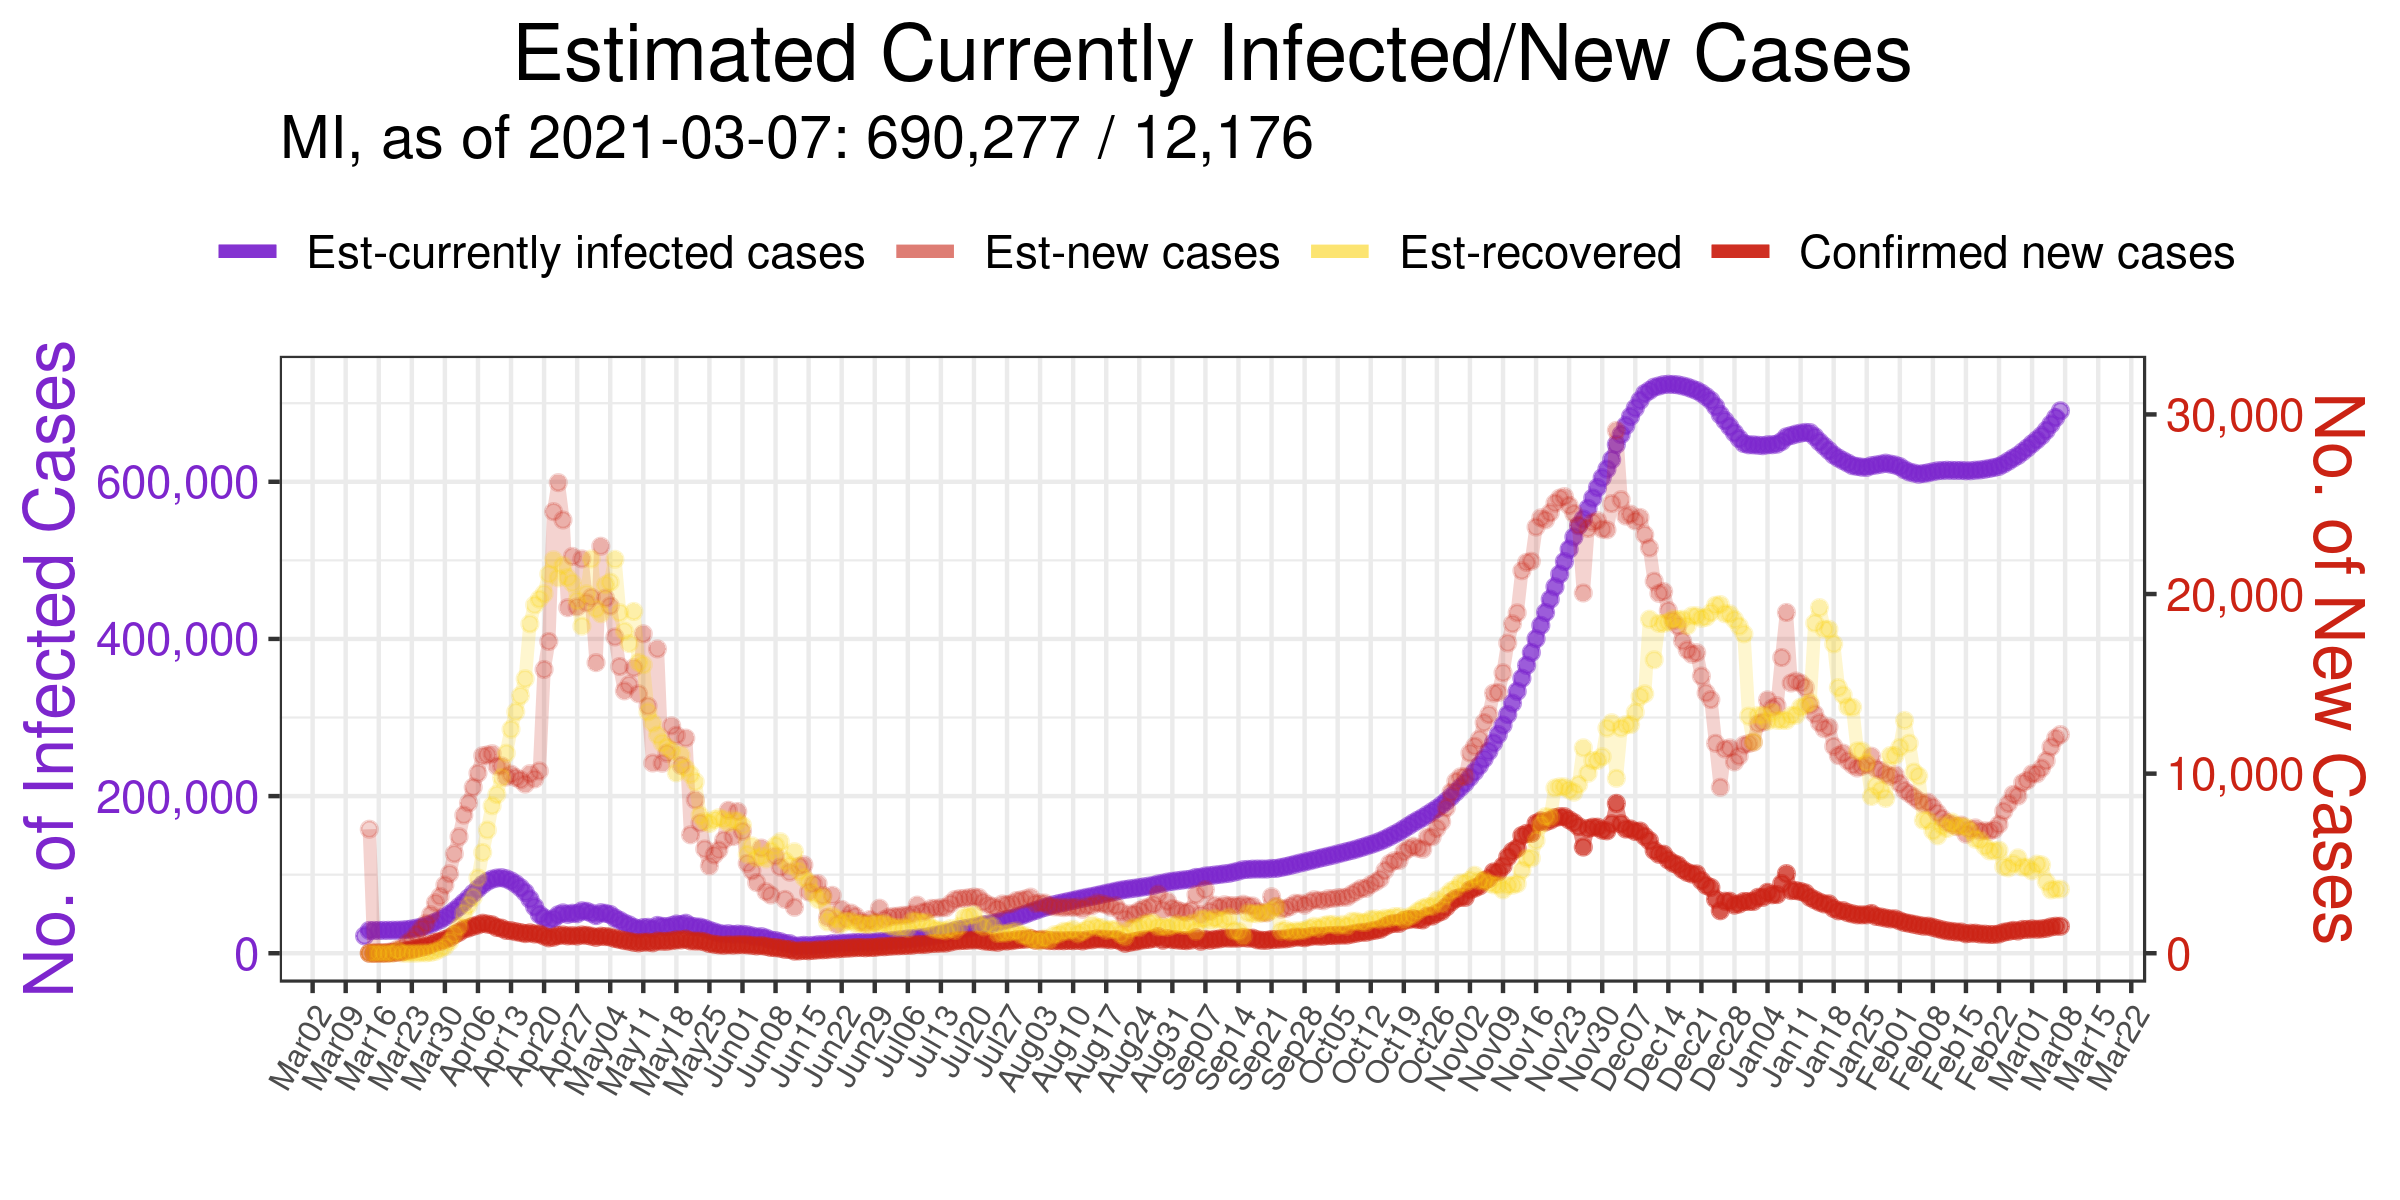 Estimated Currently Infected/New Cases
MI, as of 2021-03-07: 690,277 / 12,176
Est-currently infected cases Est-new cases Est-recovered Confirmed new cases
No. of Infected Cases
600,000
400,000
200,000
0
30,000
20,000
10,000
0
No. of New Cases
Mar02 Mar09 Mar16 Mar23 Mar30 Apr06 Apr13 Apr20 Apr27 May04 May11 May18 May25 Jun01 Jun08 Jun15 Jun22 Jun29 Jul06 Jul13 Jul20 Jul27 Aug03 Aug10 Aug17 Aug24 Aug31 Sep07 Sep14 Sep21 Sep28 Oct05 Oct12 Oct19 Oct26 Nov02 Nov09 Nov16 Nov23 Nov30 Dec07 Dec14 Dec21 Dec28 Jan04 Jan11 Jan18 Jan25 Feb01 Feb08 Feb15 Feb22 Mar01 Mar08 Mar15 Mar22